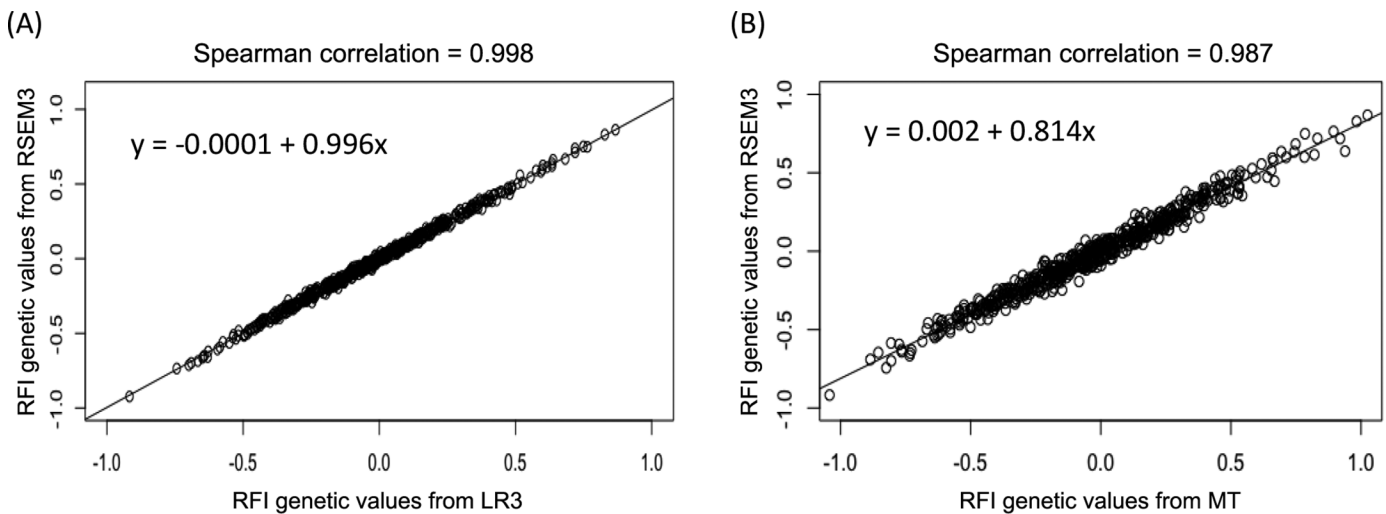 (A)
Spearman correlation = 0.998
y = -0.0001 + 0.996x
RFI genetic values from RSEM3
1.0
0.5
0.0
-0.5
-1.0
-1.0 -0.5 0.0 0.5 1.0
RFI genetic values from LR3
(B)
Spearman correlation = 0.987
y = 0.002 + 0.814x
RFI genetic values from RSEM3
1.0
0.5
0.0
-0.5
-1.0
-1.0 -0.5 0.0 0.5 1.0
RFI genetic values from MT